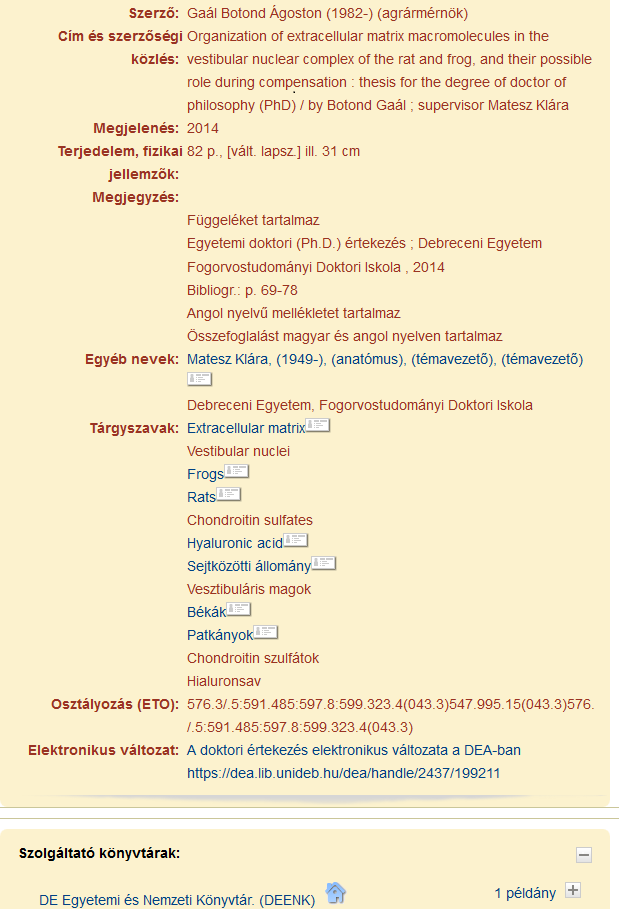 Szerző: Gaál Botond Ágoston (1982-) (agrármérnök)
Cím és szerzőségi Organization of extracellular matrix macromolecules in the
közlés: vestibular nuclear complex of the rat and frog, and their possible
role during compensation : thesis for the degree of doctor of
philosophy (PhD) / by Botond Gaál ; supervisor Matesz Klára
Megjelenés: 2014
Terjedelem, fizikai 82 p., [vált. lapsz.] ill. 31 cm
jellemzők:
Megjegyzés:
Függeléket tartalmaz
Egyetemi doktori (Ph.D.) értekezés ; Debreceni Egyetem
Fogorvostudományi Doktori Iskola , 2014
Bibliogr.: p. 69-78
Angol nyelvű mellékletet tartalmaz
Összefoglalást magyar és angol nyelven tartalmaz
Egyéb nevek: Matesz Klára, (1949-), (anatómus), (témavezető), (témavezető)
Debreceni Egyetem, Fogorvostudományi Doktori Iskola
Tárgyszavak: Extracellular matrix
Vestibular nuclei
Frogs
Rats
Chondroitin sulfates
Hyaluronic acid
Sejtközötti állomány
Vesztibuláris magok
Békák
Patkányok
Chondroitin szulfátok
Hialuronsav
Osztályozás (ETO): 576.3/.5:591.485:597.8:599.323.4(043.3)547.995.15(043.3)576.
/.5:591.485:597.8:599.323.4(043.3)
Elektronikus változat: A doktori értekezés elektronikus változata a DEA-ban
https://dea.lib.unideb.hu/dea/handle/2437/199211
Szolgáltató könyvtárak:
DE Egyetemi és Nemzeti Könyvtár. (DEENK) 1 példány